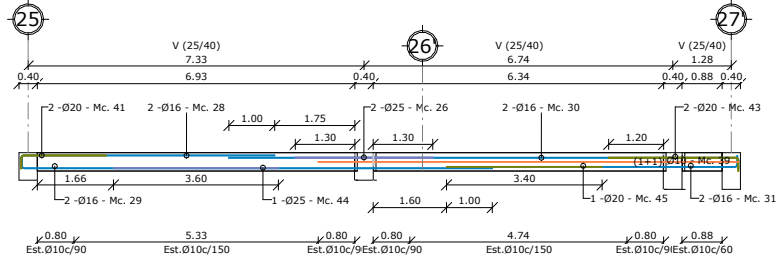 25
26
27
V (25/40)
V (25/40)
V (25/40)
7.33
6.74
1.28
0.40
6.93
0.40
6.34
0.40
0.88
0.40
2 -Ø20 - Mc. 41
2 -Ø16 - Mc. 28
2 -Ø25 - Mc. 26
2 -Ø16 - Mc. 30
2 -Ø20 - Mc. 43
1.00
1.75
1.30
1.30
1.20
(1+1)
Mc. 39
1.66
3.60
3.40
2 -Ø16 - Mc. 29
1 -Ø25 - Mc. 44
1.60
1.00
1 -Ø20 - Mc. 45
2 -Ø16 - Mc. 31
0.80
5.33
0.80
0.80
4.74
0.80
0.88
Est.Ø10c/90
Est.Ø10c/150
Est.Ø10c/9
Est.Ø10c/90
Est.Ø10c/150
Est.Ø10c/9
Est.Ø10c/60